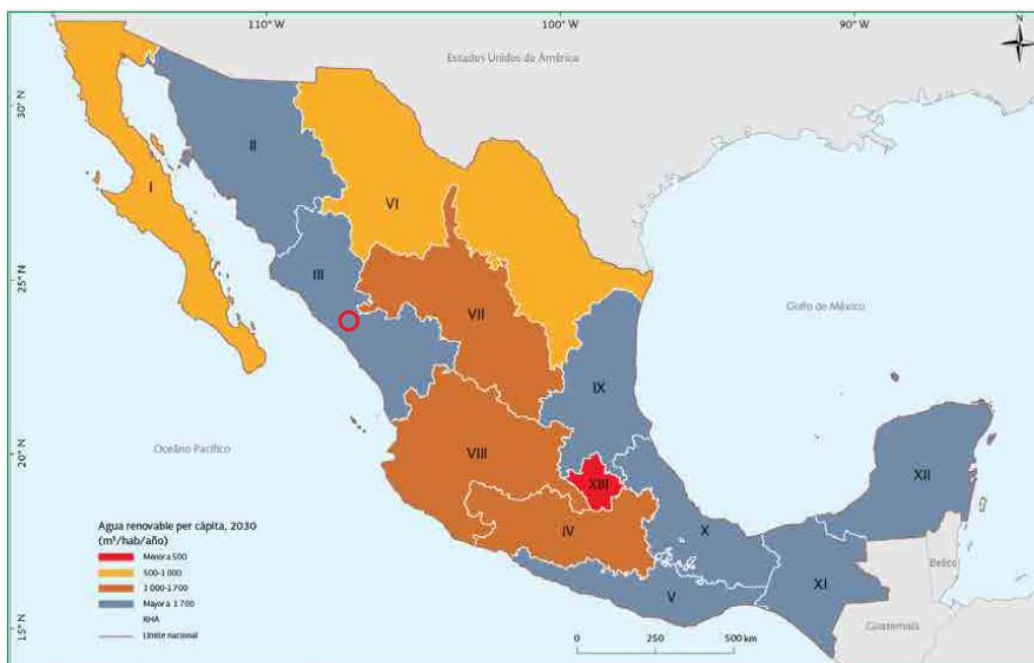 110° W
100° W
90° W
N
Estados Unidos de América
30° N
II
I
VI
25° N
III
VII
Golfo de México
IX
20° N
Océano Pacífico
VIII
XIII
XII
Agua renovable per cápita, 2030
(m³/hab/año)
Menor a 500
500-1 000
1 000-1 700
Mayor a 1 700
RHA
Límite nacional
IV
X
Belice
V
XI
Guatemala
15° N
0
250
500 km